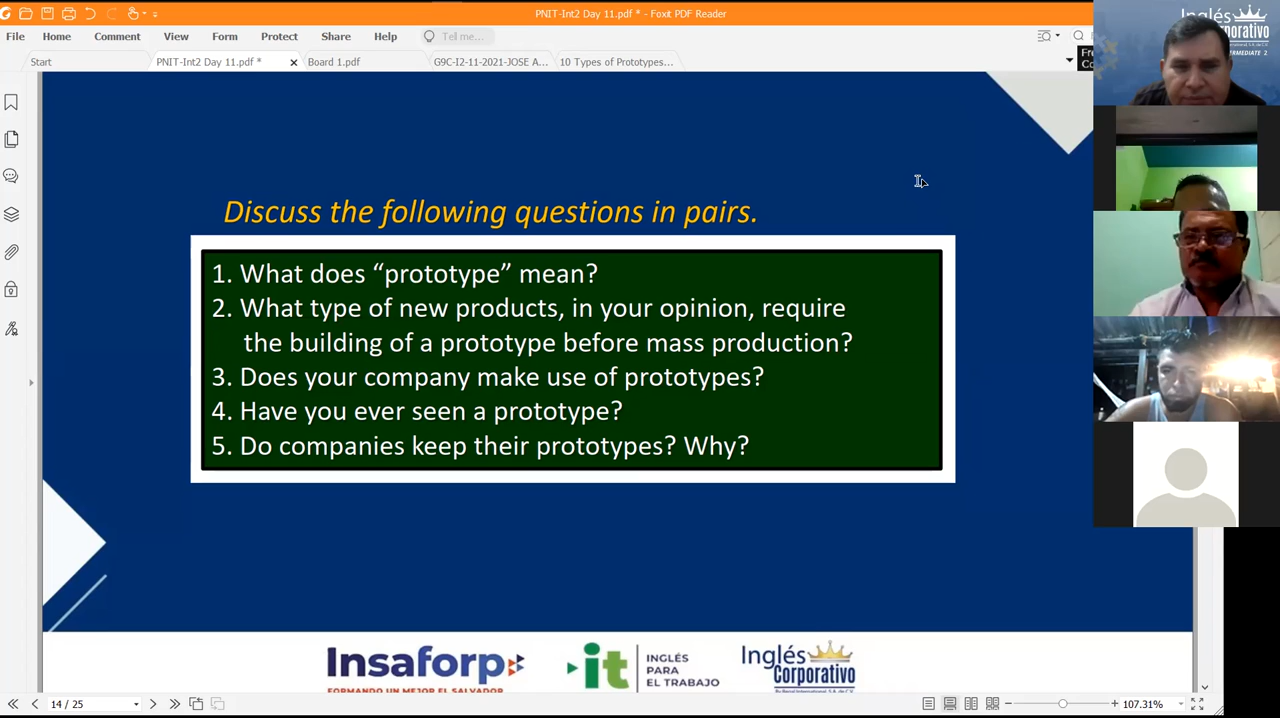 PNIT-Int2 Day 11.pdf * - Foxit PDF Reader
File Home Comment View Form Protect Share Help Tell me...
Start PNIT-Int2 Day 11.pdf * Board 1.pdf G9C-I2-11-2021-JOSE A... 10 Types of Prototypes...
Inglés
Corporativo
Discuss the following questions in pairs.
1. What does “prototype” mean?
2. What type of new products, in your opinion, require
the building of a prototype before mass production?
3. Does your company make use of prototypes?
4. Have you ever seen a prototype?
5. Do companies keep their prototypes? Why?
Insaforp
FORMANDO UN MEJOR EL SALVADOR
it INGLÉS
PARA
EL TRABAJO
Inglés
Corporativo
14 / 25
107.31%